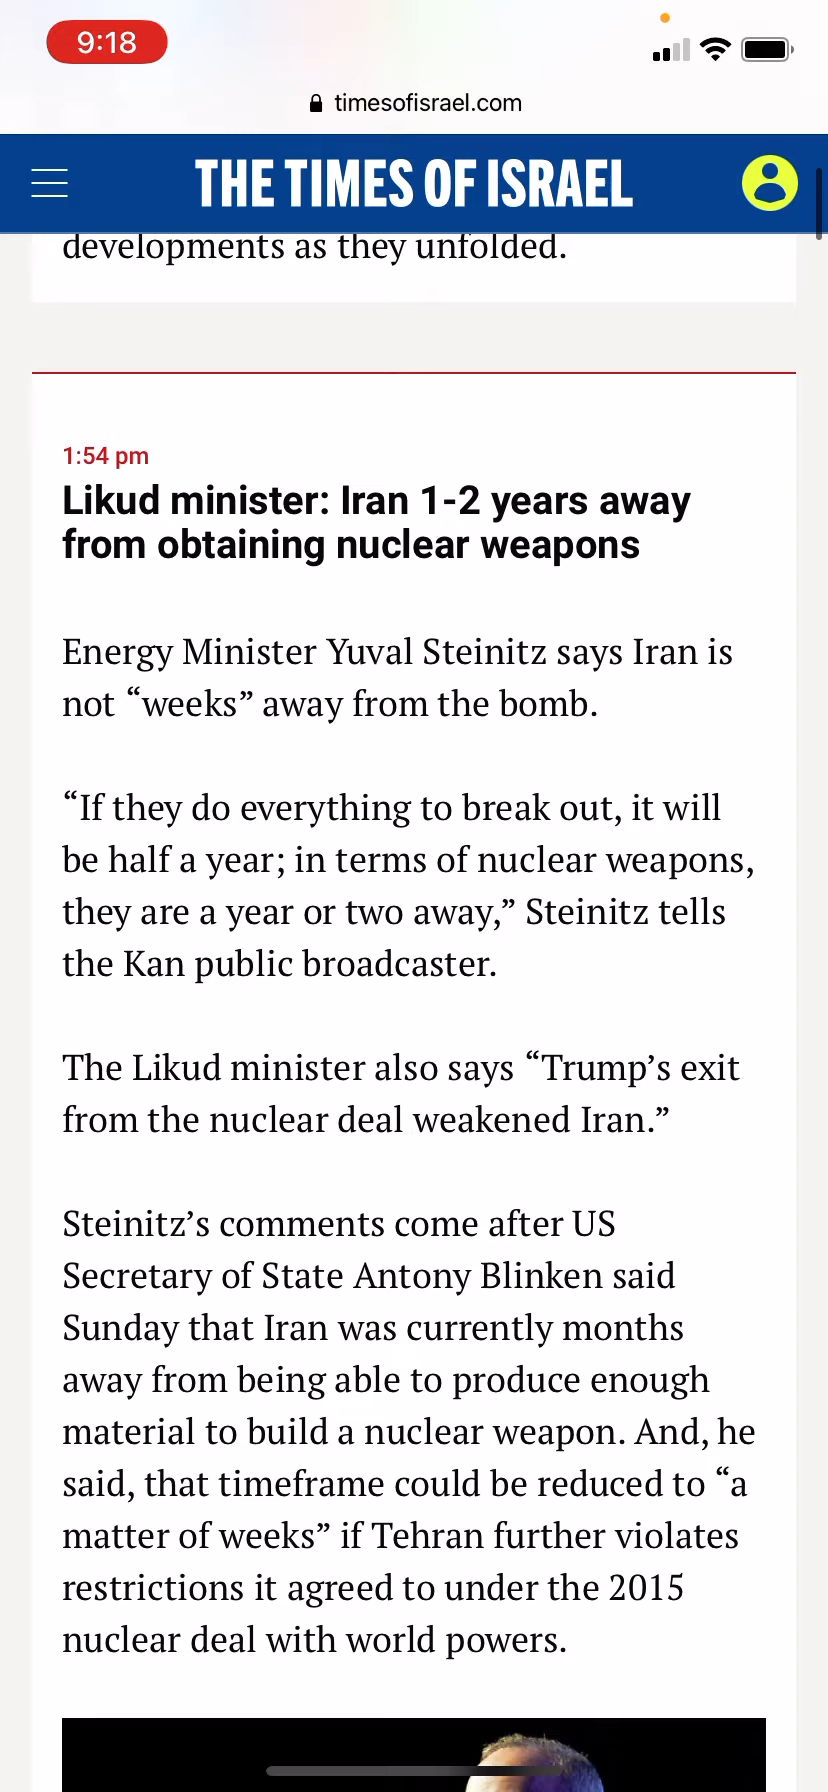 9:18
timesofisrael.com
THE TIMES OF ISRAEL
developments as they unfolded.
1:54 pm
Likud minister: Iran 1-2 years away
from obtaining nuclear weapons
Energy Minister Yuval Steinitz says Iran is
not “weeks” away from the bomb.
“If they do everything to break out, it will
be half a year; in terms of nuclear weapons,
they are a year or two away,” Steinitz tells
the Kan public broadcaster.
The Likud minister also says “Trump’s exit
from the nuclear deal weakened Iran.”
Steinitz’s comments come after US
Secretary of State Antony Blinken said
Sunday that Iran was currently months
away from being able to produce enough
material to build a nuclear weapon. And, he
said, that timeframe could be reduced to “a
matter of weeks” if Tehran further violates
restrictions it agreed to under the 2015
nuclear deal with world powers.